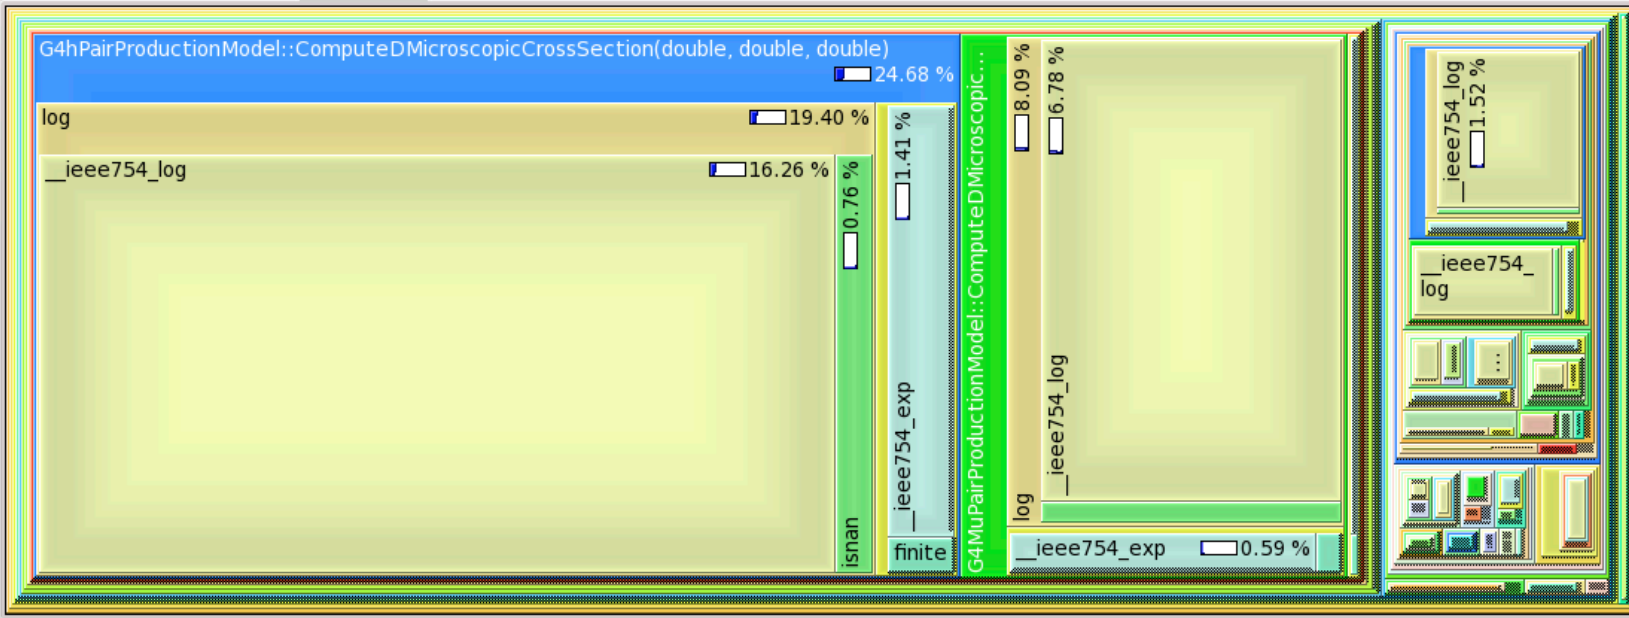 G4hPairProductionModel::ComputeDMicroscopicCrossSection(double, double, double)
24.68 %
log
19.40 %
__ieee754_log
16.26 %
0.76 %
isnan
1.41 %
__ieee754_exp
finite
G4MuPairProductionModel::ComputeDMicroscopic...
8.09 %
log
6.78 %
__ieee754_log
__ieee754_exp
0.59 %
__ieee754_log
1.52 %
__ieee754_
log
...